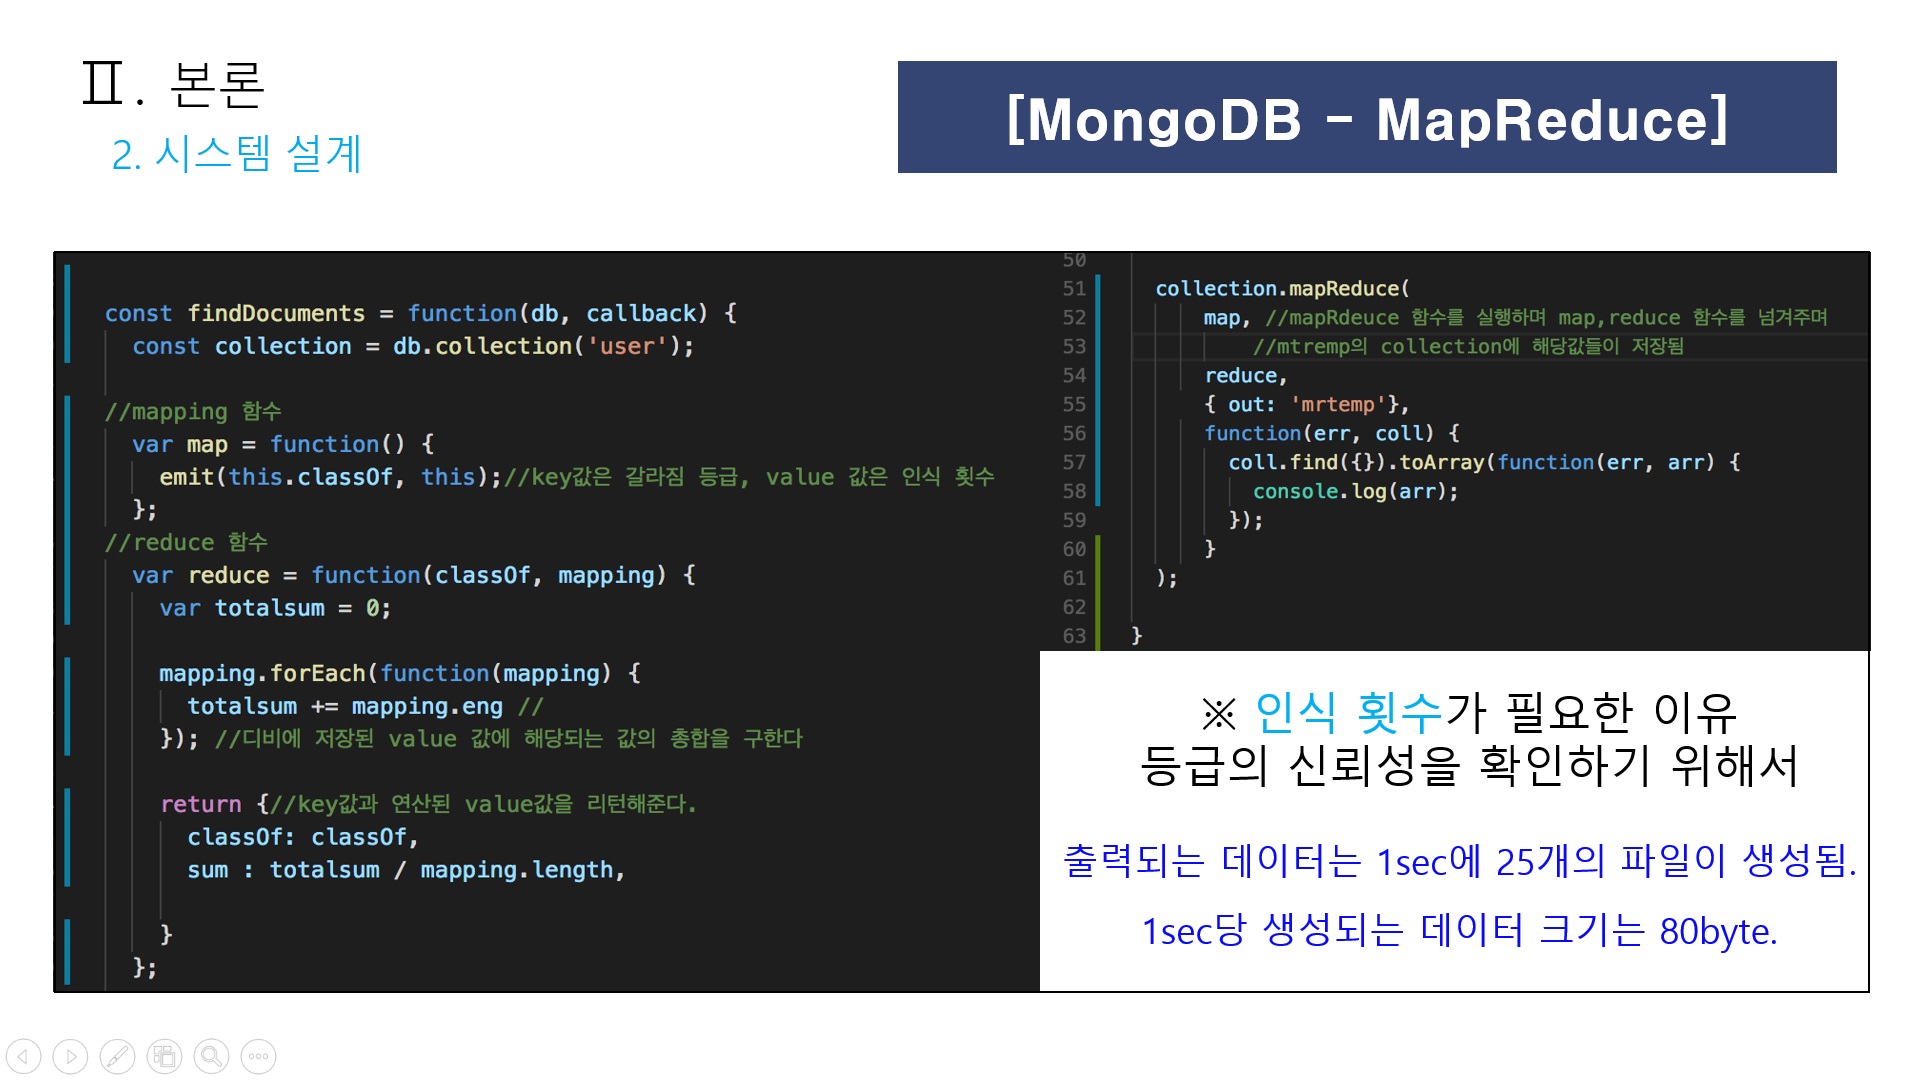 Ⅱ. 본론
2. 시스템 설계
[MongoDB - MapReduce]
const findDocuments = function(db, callback) {
const collection = db.collection('user');
//mapping 함수
var map = function() {
emit(this.classOf, this);//key값은 갈라짐 등급, value 값은 인식 횟수
};
//reduce 함수
var reduce = function(classOf, mapping) {
var totalsum = 0;
mapping.forEach(function(mapping) {
totalsum += mapping.eng //
}); //디비에 저장된 value 값에 해당되는 값의 총합을 구한다
return {//key값과 연산된 value값을 리턴해준다.
classOf: classOf,
sum : totalsum / mapping.length,
}
};
50
51 collection.mapReduce(
52 map, //mapRdeuce 함수를 실행하며 map,reduce 함수를 넘겨주며
53 //mtremp의 collection에 해당값들이 저장됨
54 reduce,
55 { out: 'mrtemp'},
56 function(err, coll) {
57 coll.find({}).toArray(function(err, arr) {
58 console.log(arr);
59 });
60 }
61 );
62
63 }
※ 인식 횟수가 필요한 이유
등급의 신뢰성을 확인하기 위해서
출력되는 데이터는 1sec에 25개의 파일이 생성됨.
1sec당 생성되는 데이터 크기는 80byte.